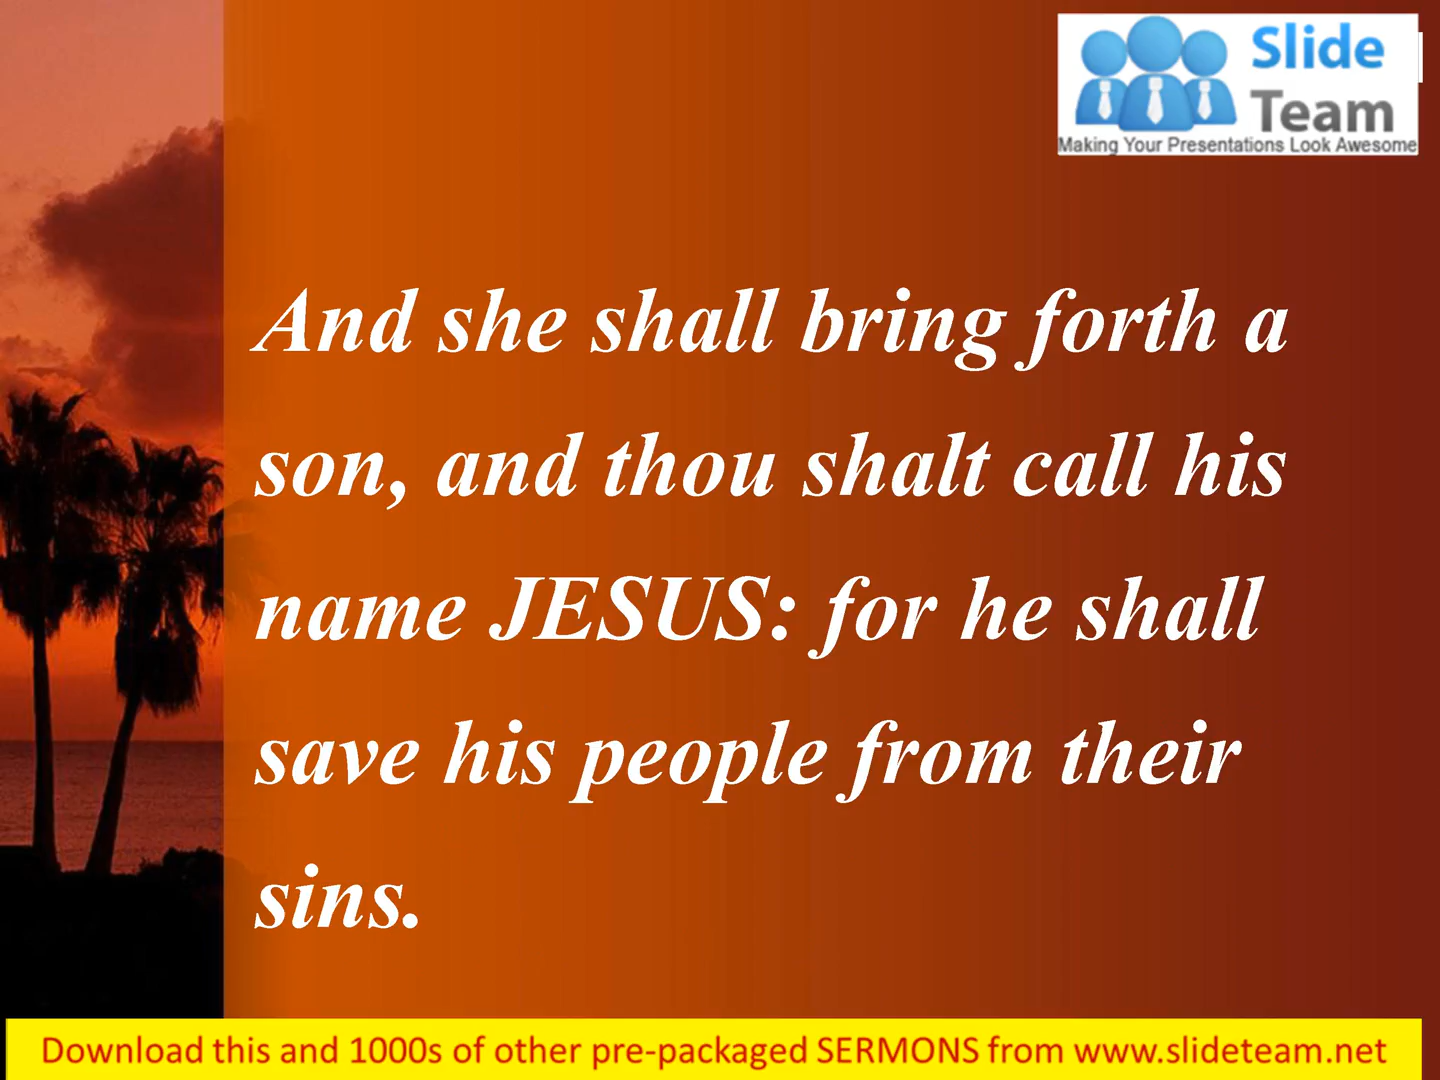 Slide
Team
Making Your Presentations Look Awesome
And she shall bring forth a
son, and thou shalt call his
name JESUS: for he shall
save his people from their
sins.
Download this and 1000s of other pre-packaged SERMONS from www.slideteam.net